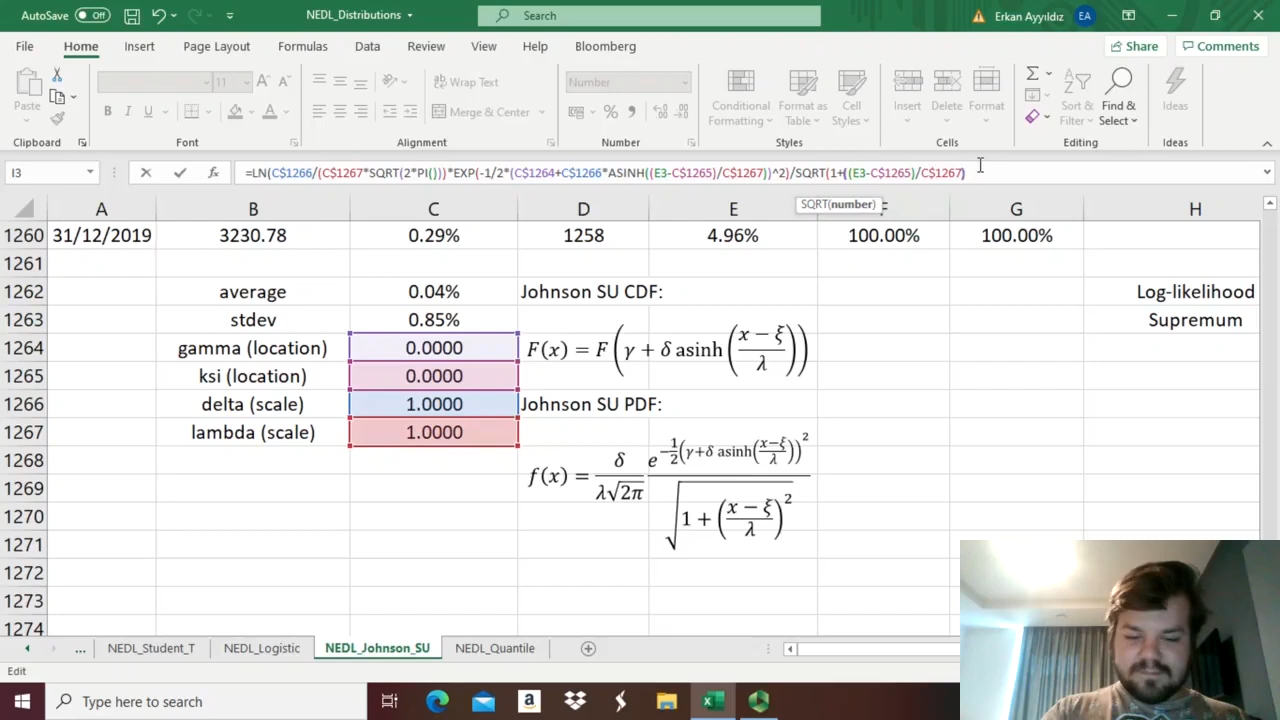 AutoSave Off NEDL_Distributions Search Erkan Ayyıldız EA
File Home Insert Page Layout Formulas Data Review View Help Bloomberg Share Comments
Paste 11 A A Wrap Text Number Conditional Formatting Format as Table Cell Styles Insert Delete Format Sort & Filter Find & Select Ideas
B I U A Merge & Center % ,
Clipboard Font Alignment Number Styles Cells Editing Ideas
I3 fx =LN(C$1266/(C$1267*SQRT(2*PI()))*EXP(-1/2*(C$1264+C$1266*ASINH((E3-C$1265)/C$1267))^2)/SQRT(1+((E3-C$1265)/C$1267)
SQRT(number)
A B C D E F G H
1260 31/12/2019 3230.78 0.29% 1258 4.96% 100.00% 100.00%
1261
1262 average 0.04% Johnson SU CDF: Log-likelihood
1263 stdev 0.85% Supremum
1264 gamma (location) 0.0000 F(x) = F(γ + δ asinh((x − ξ)/λ))
1265 ksi (location) 0.0000
1266 delta (scale) 1.0000 Johnson SU PDF:
1267 lambda (scale) 1.0000
1268
1269 f(x) = δ/(λ√2π) e^(−1/2(γ+δ asinh((x−ξ)/λ))^2)/√(1 + ((x − ξ)/λ)^2)
1270
1271
1272
1273
1274
... NEDL_Student_T NEDL_Logistic NEDL_Johnson_SU NEDL_Quantile
Edit
Type here to search